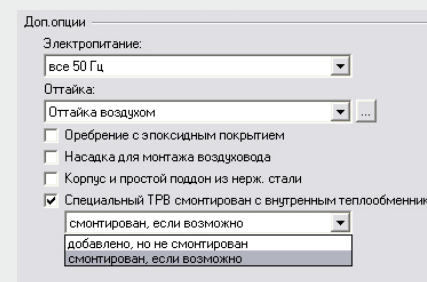 Доп.опции
Электропитание:
все 50 Гц
Оттайка:
Оттайка воздухом
...
Оребрение с эпоксидным покрытием
Насадка для монтажа воздуховода
Корпус и простой поддон из нерж. стали
Специальный ТРВ смонтирован с внутренным теплообменник
смонтирован, если возможно
добавлено, но не смонтирован
смонтирован, если возможно